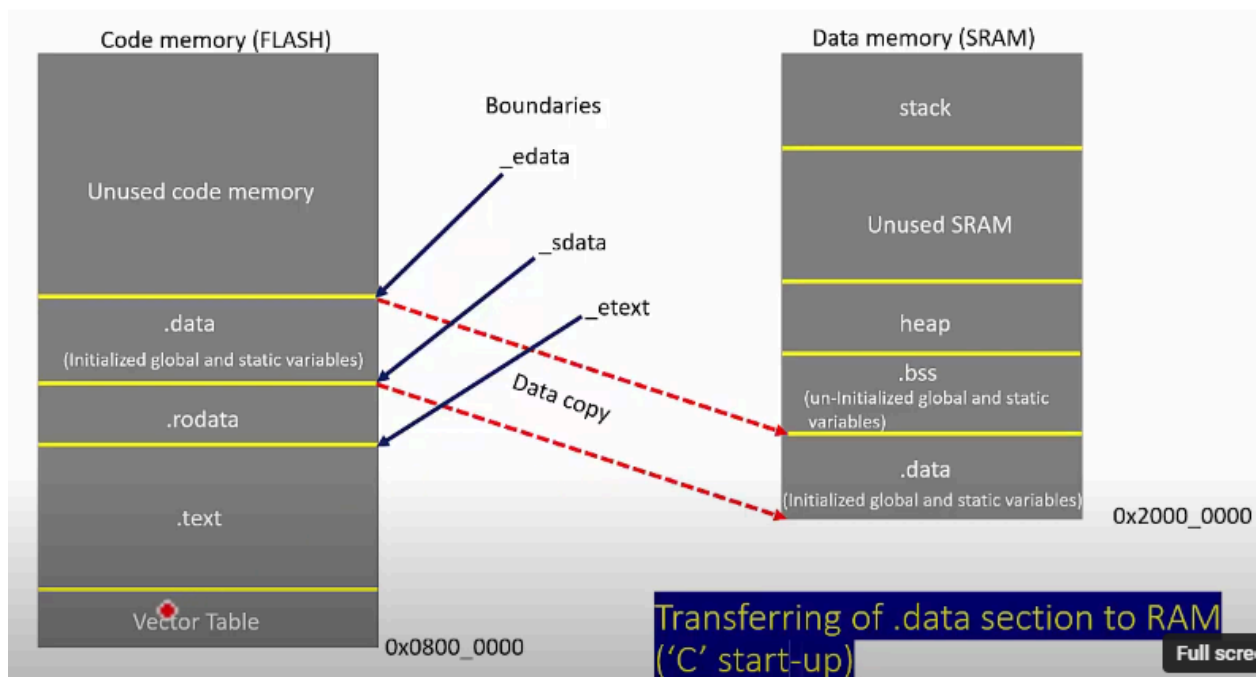 Code memory (FLASH)
Unused code memory
.data
(Initialized global and static variables)
.rodata
.text
Vector Table
0x0800_0000
Boundaries
_edata
_sdata
_etext
Data copy
Data memory (SRAM)
stack
Unused SRAM
heap
.bss
(un-Initialized global and static
variables)
.data
(Initialized global and static variables)
0x2000_0000
Transferring of .data section to RAM
(‘C’ start-up)
Full scre